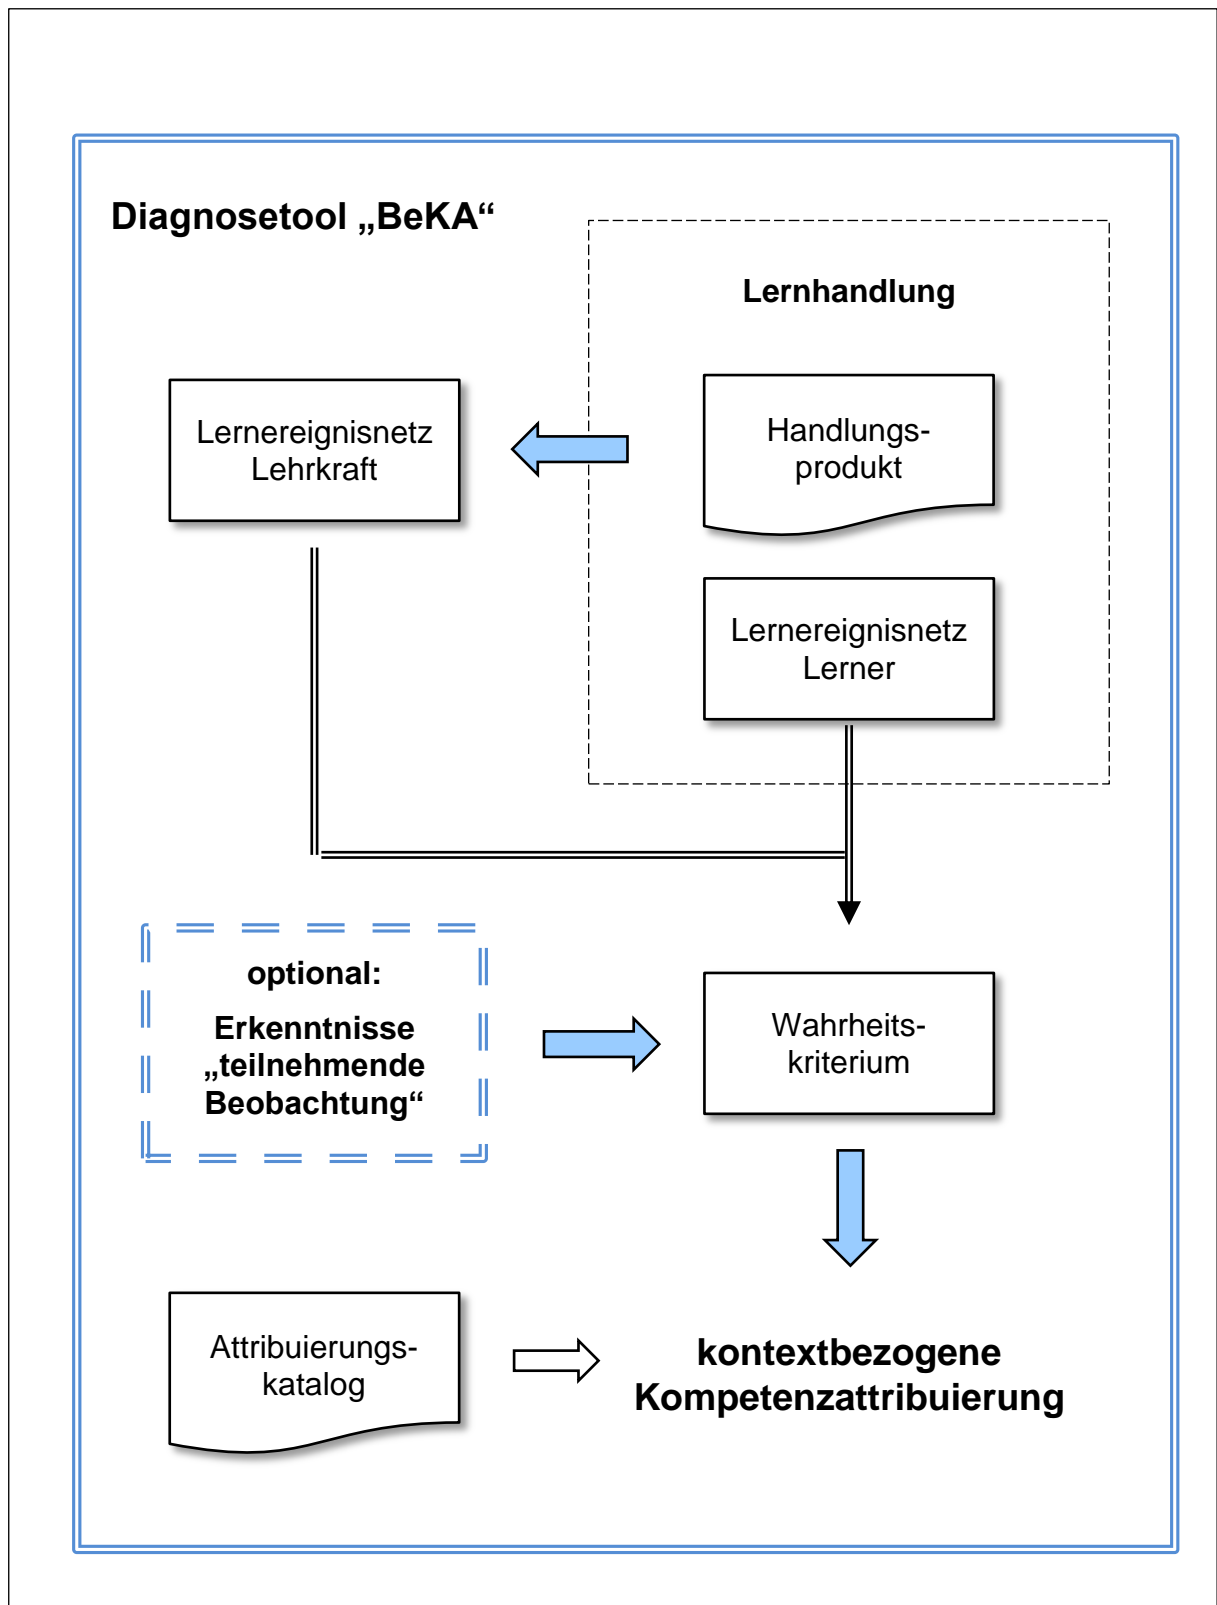 Diagnosetool „BeKA“
Lernhandlung
Lernereignisnetz
Lehrkraft
Handlungs-
produkt
Lernereignisnetz
Lerner
optional:
Erkenntnisse
„teilnehmende
Beobachtung“
Wahrheits-
kriterium
Attribuierungs-
katalog
kontextbezogene
Kompetenzattribuierung